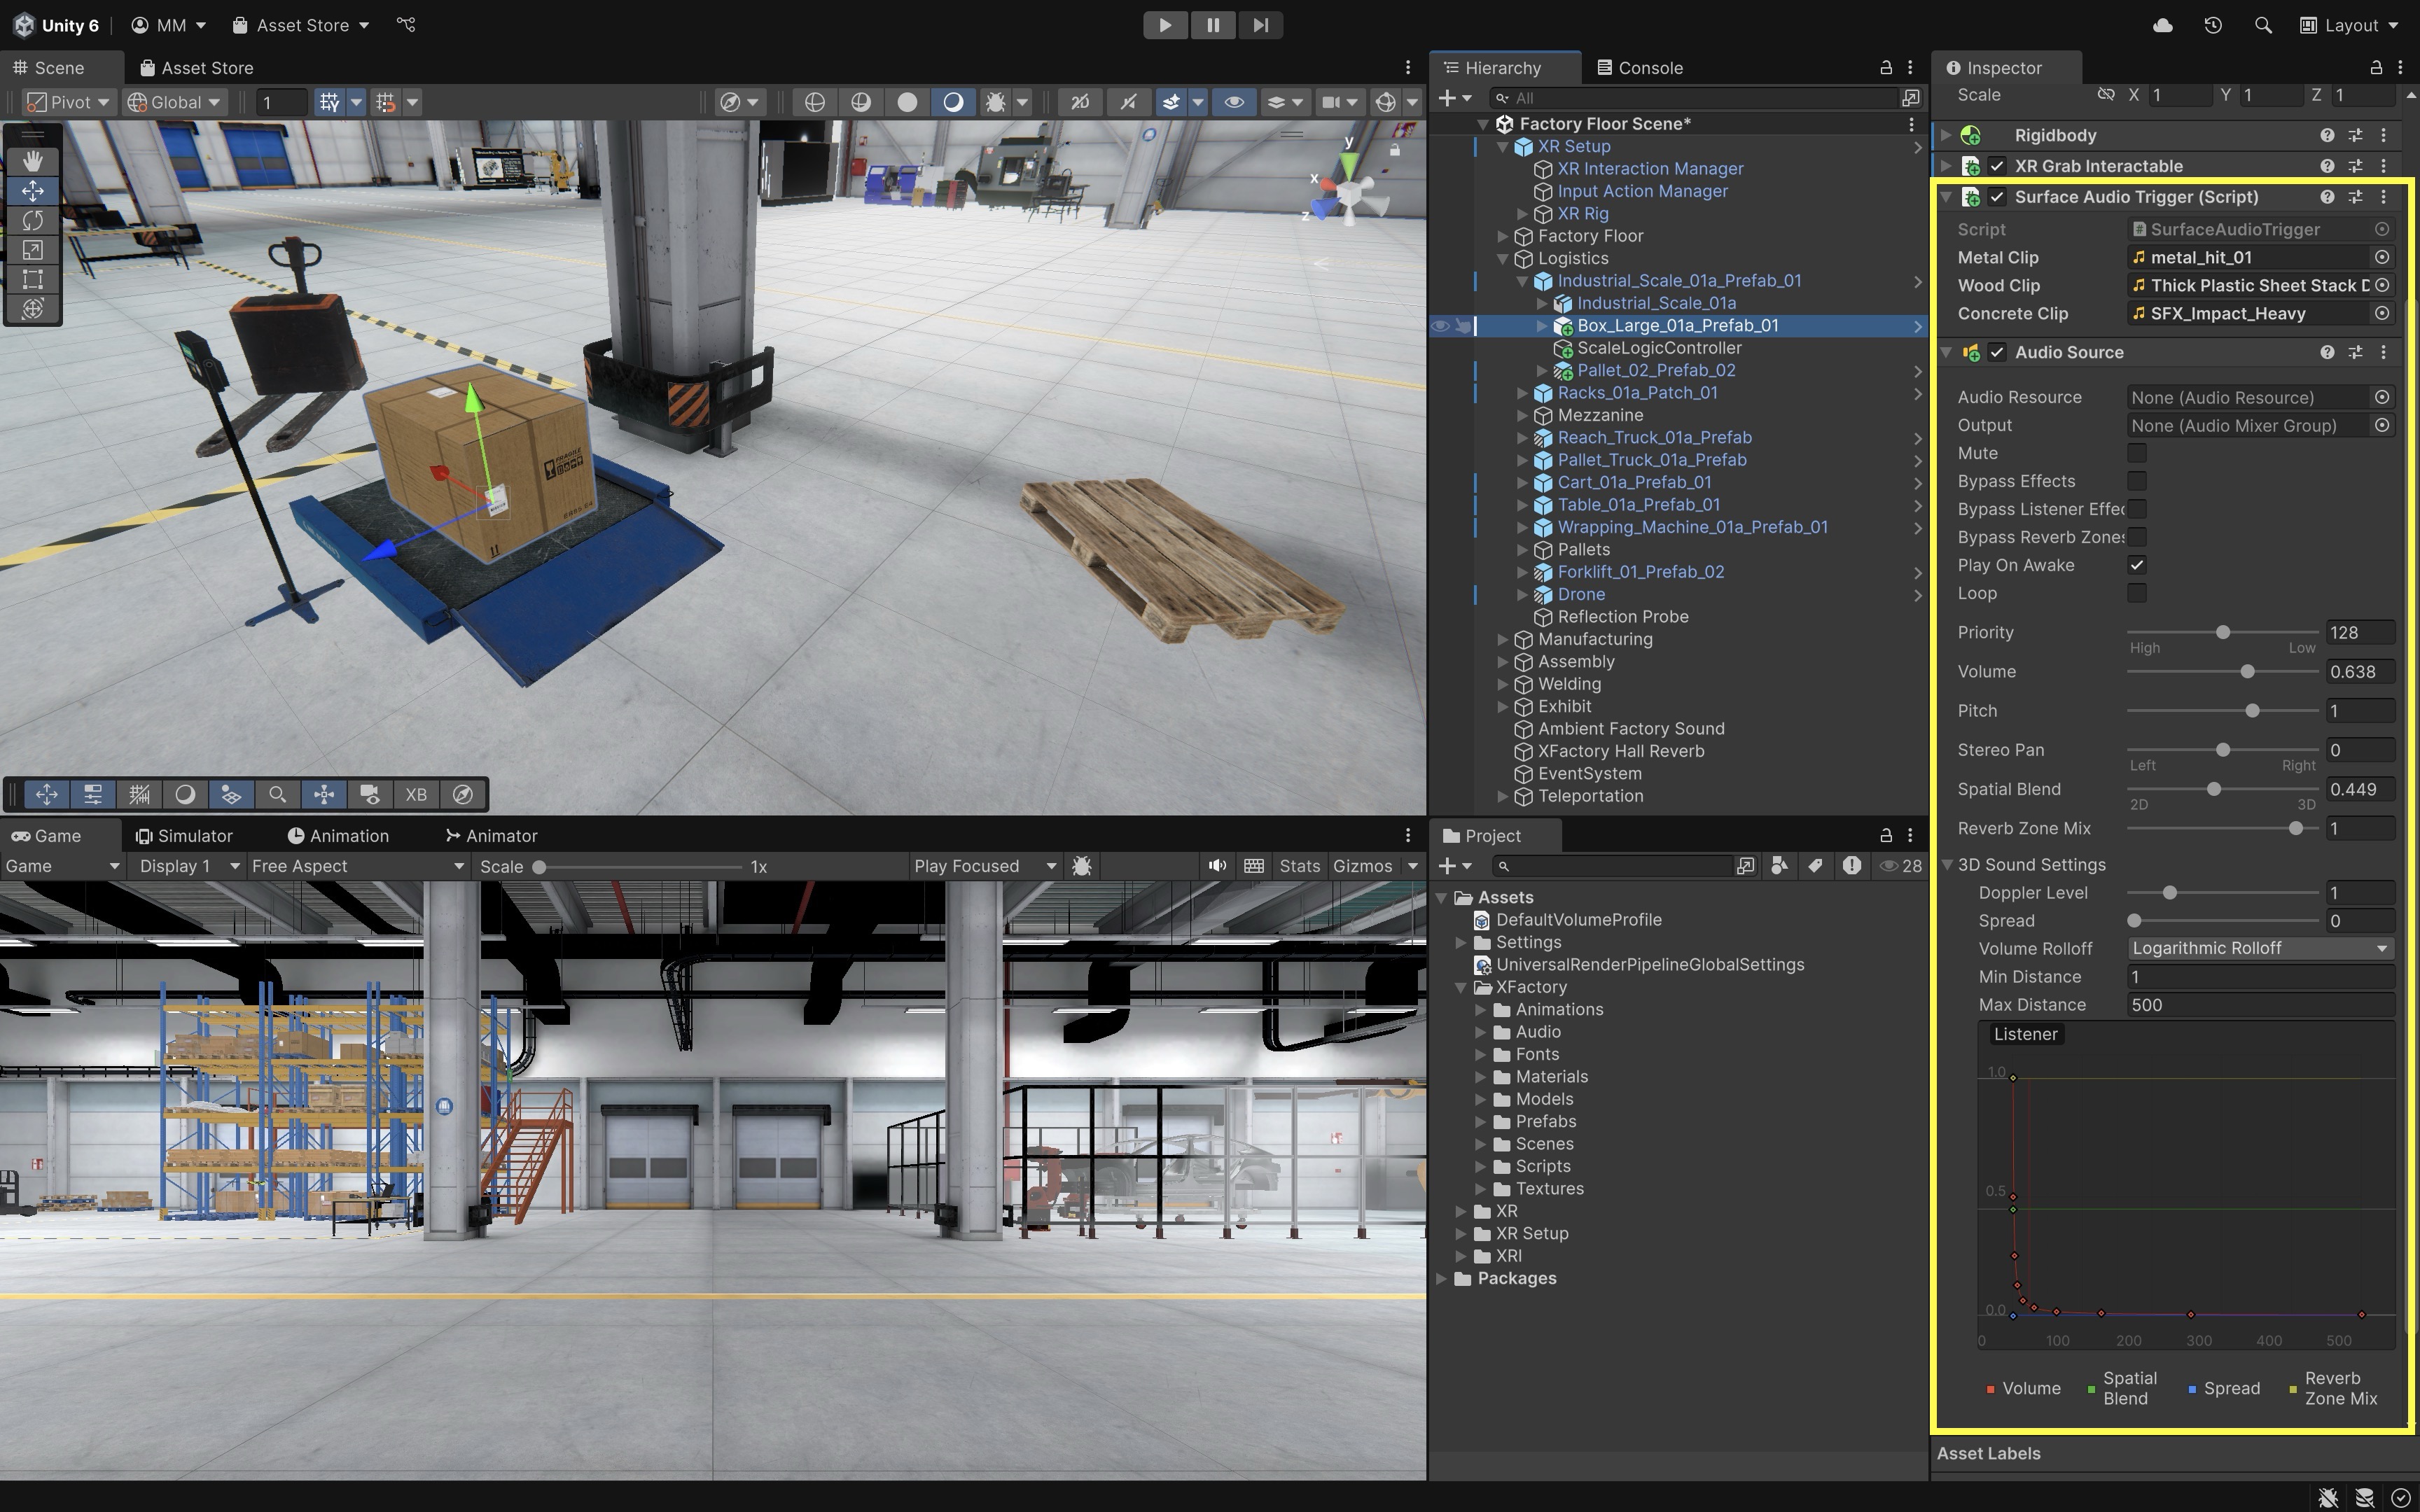 Unity 6
MM
Asset Store
Layout
Scene
Asset Store
Pivot
Global
1
2D
y
x
z
FRAGILE
XB
Hierarchy
Console
All
Factory Floor Scene*
XR Setup
XR Interaction Manager
Input Action Manager
XR Rig
Factory Floor
Logistics
Industrial_Scale_01a_Prefab_01
Industrial_Scale_01a
Box_Large_01a_Prefab_01
ScaleLogicController
Pallet_02_Prefab_02
Racks_01a_Patch_01
Mezzanine
Reach_Truck_01a_Prefab
Pallet_Truck_01a_Prefab
Cart_01a_Prefab_01
Table_01a_Prefab_01
Wrapping_Machine_01a_Prefab_01
Pallets
Forklift_01_Prefab_02
Drone
Reflection Probe
Manufacturing
Assembly
Welding
Exhibit
Ambient Factory Sound
XFactory Hall Reverb
EventSystem
Teleportation
Game
Simulator
Animation
Animator
Game
Display 1
Free Aspect
Scale
1x
Play Focused
Stats
Gizmos
Project
28
Assets
DefaultVolumeProfile
Settings
UniversalRenderPipelineGlobalSettings
XFactory
Animations
Audio
Fonts
Materials
Models
Prefabs
Scenes
Scripts
Textures
XR
XR Setup
XRI
Packages
Inspector
Scale X 1 Y 1 Z 1
Rigidbody
XR Grab Interactable
Surface Audio Trigger (Script)
Script SurfaceAudioTrigger
Metal Clip metal_hit_01
Wood Clip Thick Plastic Sheet Stack D
Concrete Clip SFX_Impact_Heavy
Audio Source
Audio Resource None (Audio Resource)
Output None (Audio Mixer Group)
Mute
Bypass Effects
Bypass Listener Effec
Bypass Reverb Zones
Play On Awake
Loop
Priority 128
High Low
Volume 0.638
Pitch 1
Stereo Pan 0
Left Right
Spatial Blend 0.449
2D 3D
Reverb Zone Mix 1
3D Sound Settings
Doppler Level 1
Spread 0
Volume Rolloff Logarithmic Rolloff
Min Distance 1
Max Distance 500
Listener
1.0
0.5
0.0
0 100 200 300 400 500
Volume
Spatial
Blend
Spread
Reverb
Zone Mix
Asset Labels